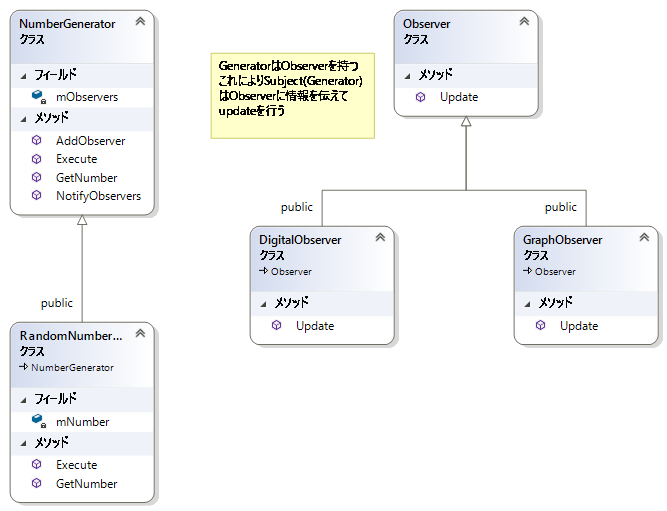 NumberGenerator
クラス
フィールド
mObservers
メソッド
AddObserver
Execute
GetNumber
NotifyObservers
GeneratorはObserverを持つ
これによりSubject(Generator)
はObserverに情報を伝えて
updateを行う
Observer
クラス
メソッド
Update
public
public
DigitalObserver
クラス
Observer
メソッド
Update
GraphObserver
クラス
Observer
メソッド
Update
public
RandomNumber...
クラス
NumberGenerator
フィールド
mNumber
メソッド
Execute
GetNumber